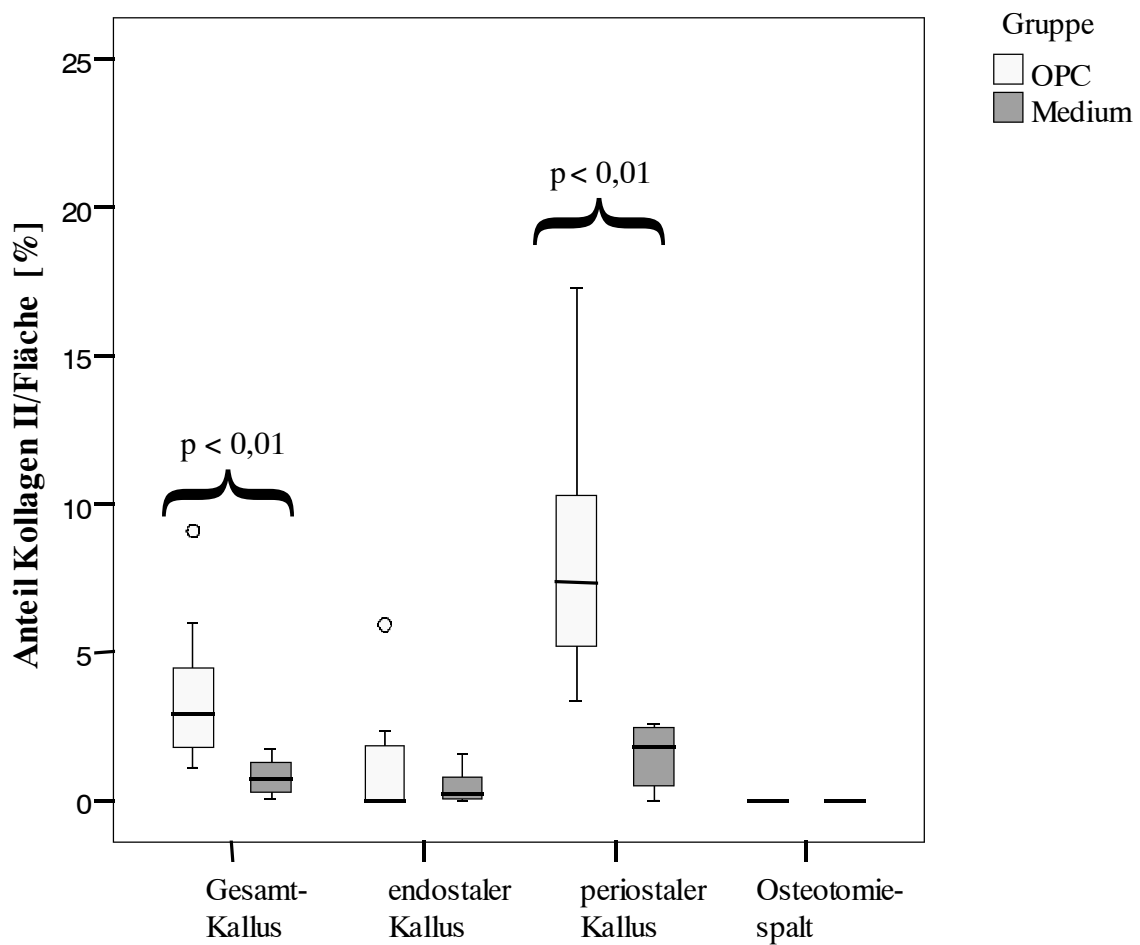 Gruppe
OPC
Medium
Anteil Kollagen II/Fläche [%]
25
20
15
10
5
0
p < 0,01
p < 0,01
Gesamt-
Kallus
endostaler
Kallus
periostaler
Kallus
Osteotomie-
spalt